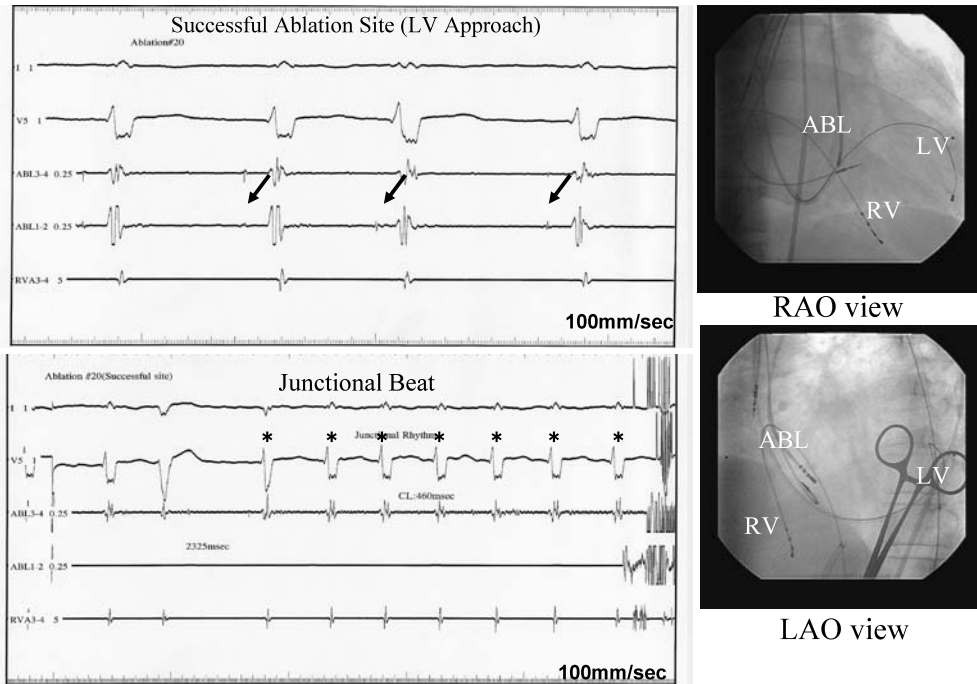 Successful Ablation Site (LV Approach)
Ablation#20
I 1
V5 1
ABL3-4 0.25
ABL1-2 0.25
RVA3-4 5
100mm/sec
ABL
LV
RV
RAO view
Ablation #20(Successful site)
Junctional Beat
I 1
* * * * * * *
Junctional Rhythm
V5 1
CL:460msec
ABL3-4 0.25
2325msec
ABL1-2 0.25
RVA3-4 5
100mm/sec
ABL
LV
RV
LAO view